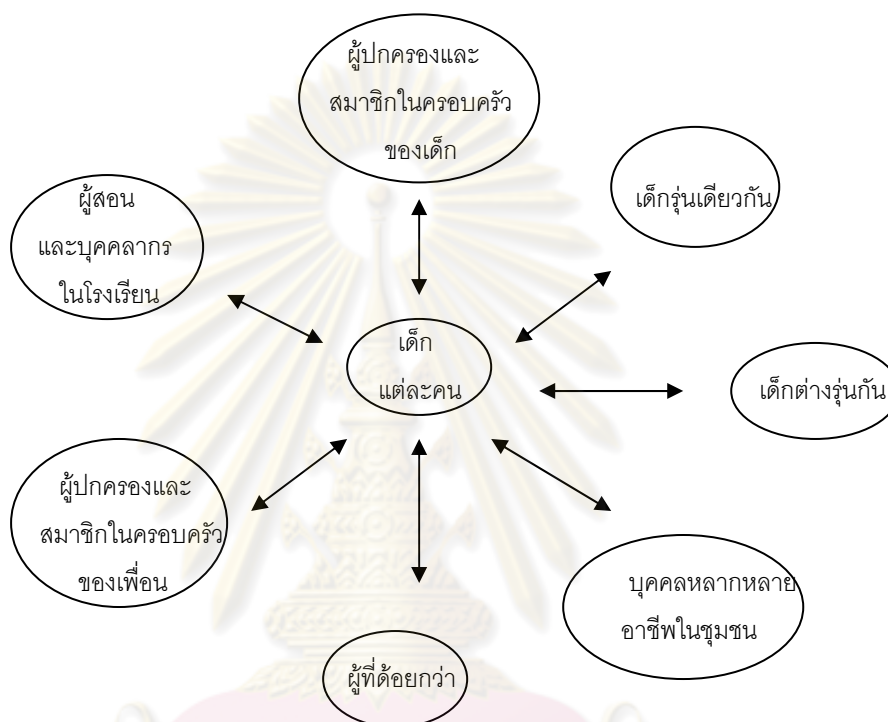 ผู้ปกครองและ
สมาชิกในครอบครัว
ของเด็ก
เด็กรุ่นเดียวกัน
ผู้สอน
และบุคคลากร
ในโรงเรียน
เด็ก
แต่ละคน
เด็กต่างรุ่นกัน
ผู้ปกครองและ
สมาชิกในครอบครัว
ของเพื่อน
บุคคลหลากหลาย
อาชีพในชุมชน
ผู้ที่ด้อยกว่า